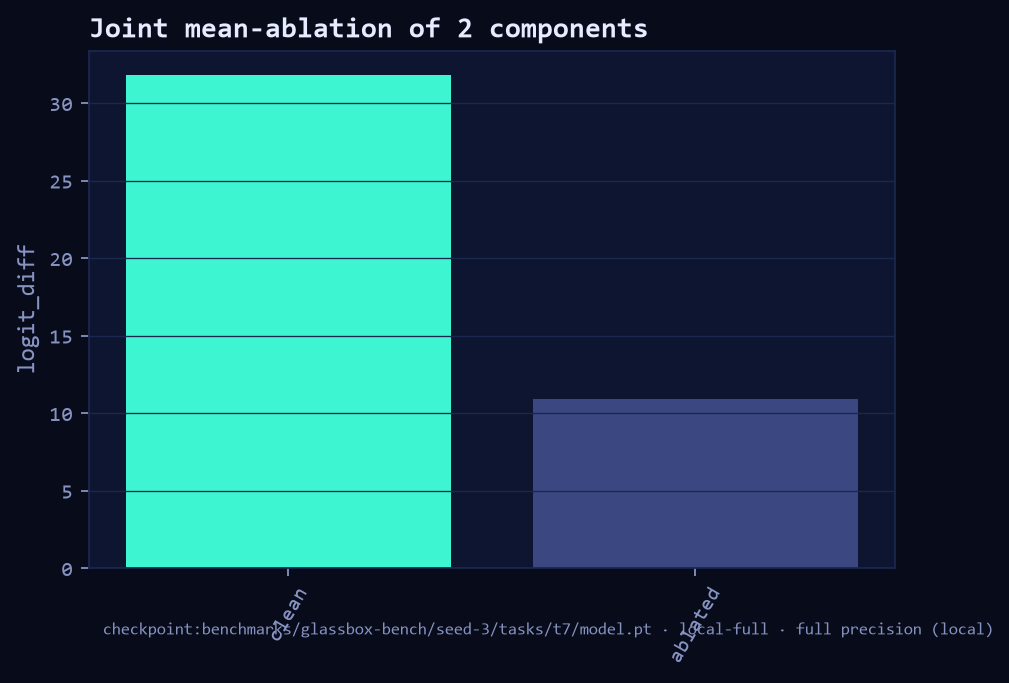 Joint mean-ablation of 2 components
30
25
20
15
10
5
0
logit_diff
clean
ablated
checkpoint:benchmarks/glassbox-bench/seed-3/tasks/t7/model.pt · local-full · full precision (local)